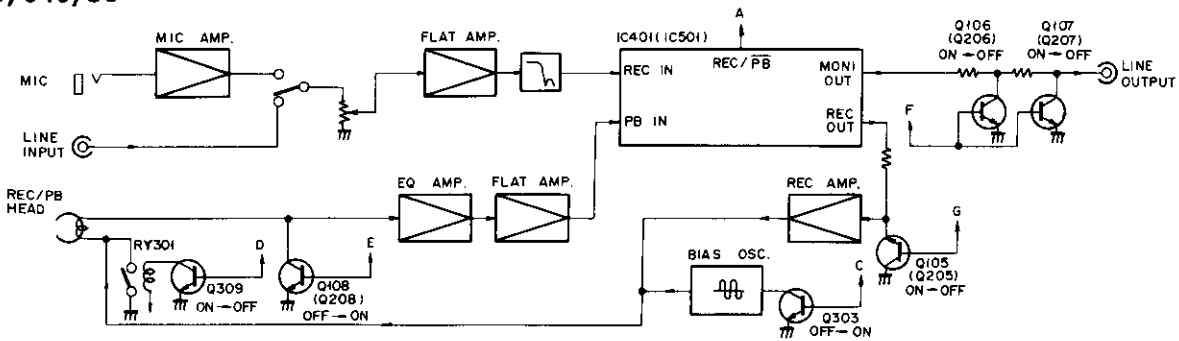 MIC AMP.
FLAT AMP.
IC401(IC501)
A
REC/PB
Q106
(Q206)
ON→OFF
Q107
(Q207)
ON→OFF
MIC
REC IN
MONI
OUT
LINE
OUTPUT
LINE
INPUT
PB IN
REC
OUT
F
REC/PB
HEAD
EQ AMP.
FLAT AMP.
REC AMP.
G
RY301
D
E
BIAS OSC.
C
Q105
(Q205)
ON→OFF
Q309
ON→OFF
Q108
(Q208)
OFF→ON
Q303
OFF→ON